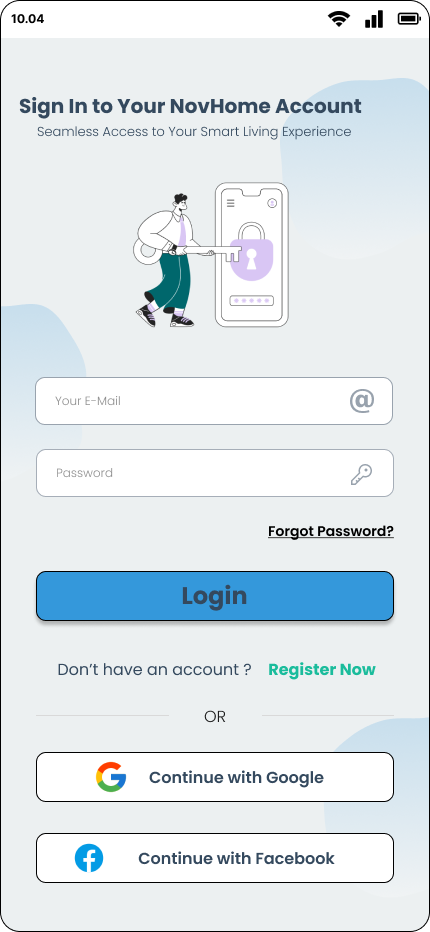 10.04
Sign In to Your NovHome Account
Seamless Access to Your Smart Living Experience
Your E-Mail @
Password
Forgot Password?
Login
Don’t have an account ? Register Now
OR
Continue with Google
Continue with Facebook